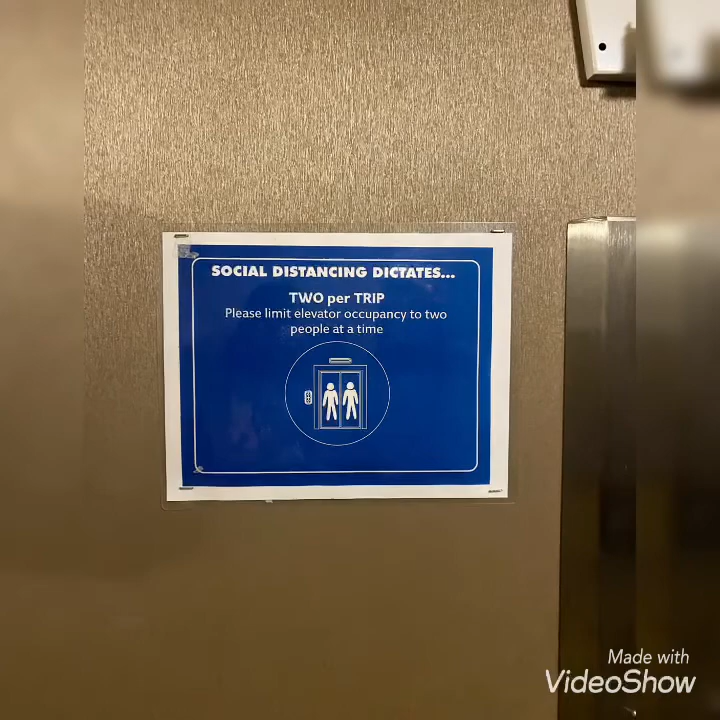 SOCIAL DISTANCING DICTATES...
TWO per TRIP
Please limit elevator occupancy to two
people at a time
Made with
VideoShow